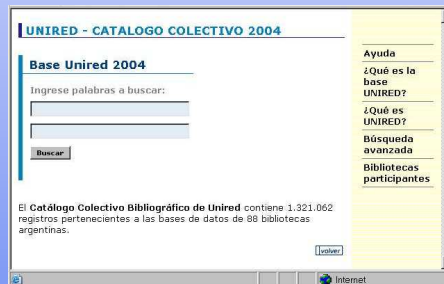 UNIRED - CATALOGO COLECTIVO 2004
Base Unired 2004
Ingrese palabras a buscar:
Buscar
El Catálogo Colectivo Bibliográfico de Unired contiene 1.321.062
registros pertenecientes a las bases de datos de 88 bibliotecas
argentinas.
volver
Ayuda
¿Qué es la
base
UNIRED?
¿Qué es
UNIRED?
Búsqueda
avanzada
Bibliotecas
participantes
Internet